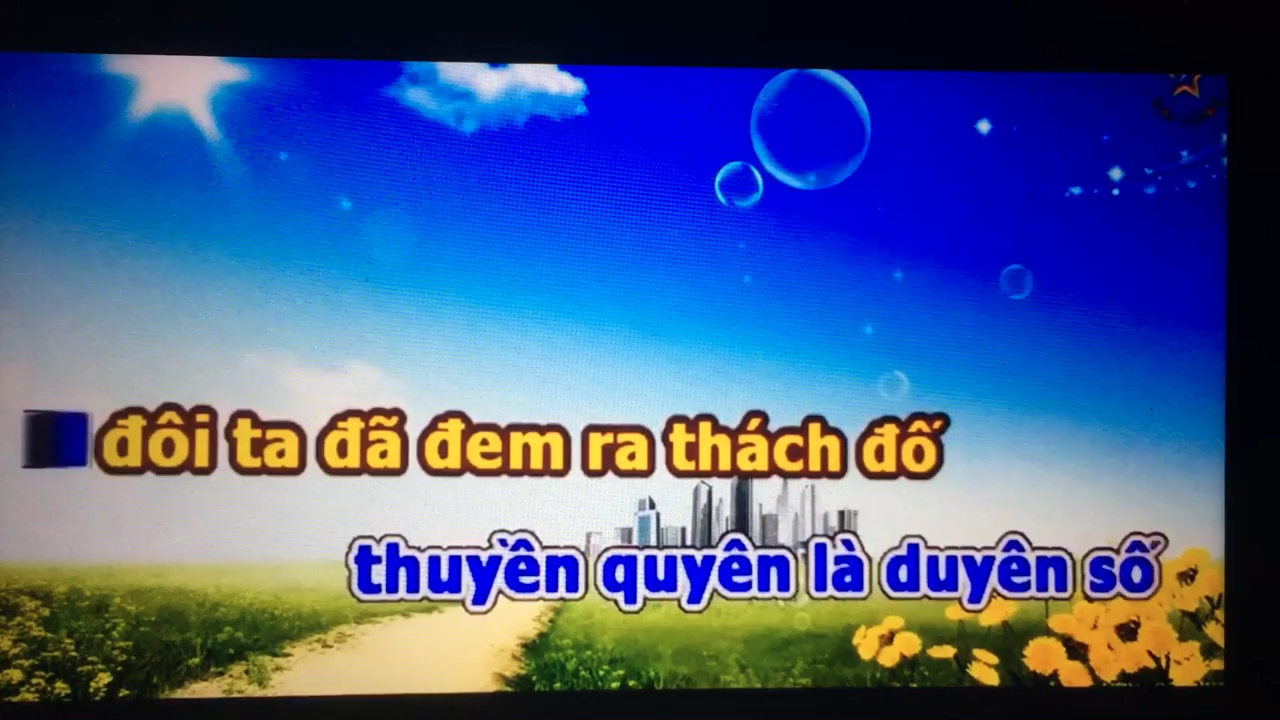 đôi ta đã đem ra thách đố
thuyền quyên là duyên số